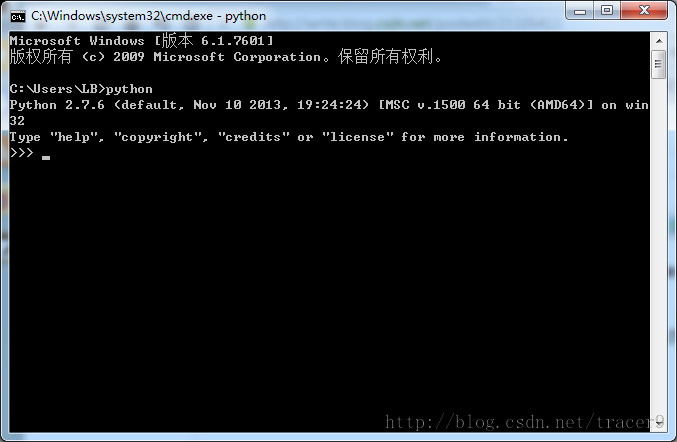 C:\Windows\system32\cmd.exe - python
Microsoft Windows [版本 6.1.7601]
版权所有 (c) 2009 Microsoft Corporation。保留所有权利。
C:\Users\LB>python
Python 2.7.6 (default, Nov 10 2013, 19:24:24) [MSC v.1500 64 bit (AMD64)] on win
32
Type "help", "copyright", "credits" or "license" for more information.
>>>
http://blog.csdn.net/tracer9